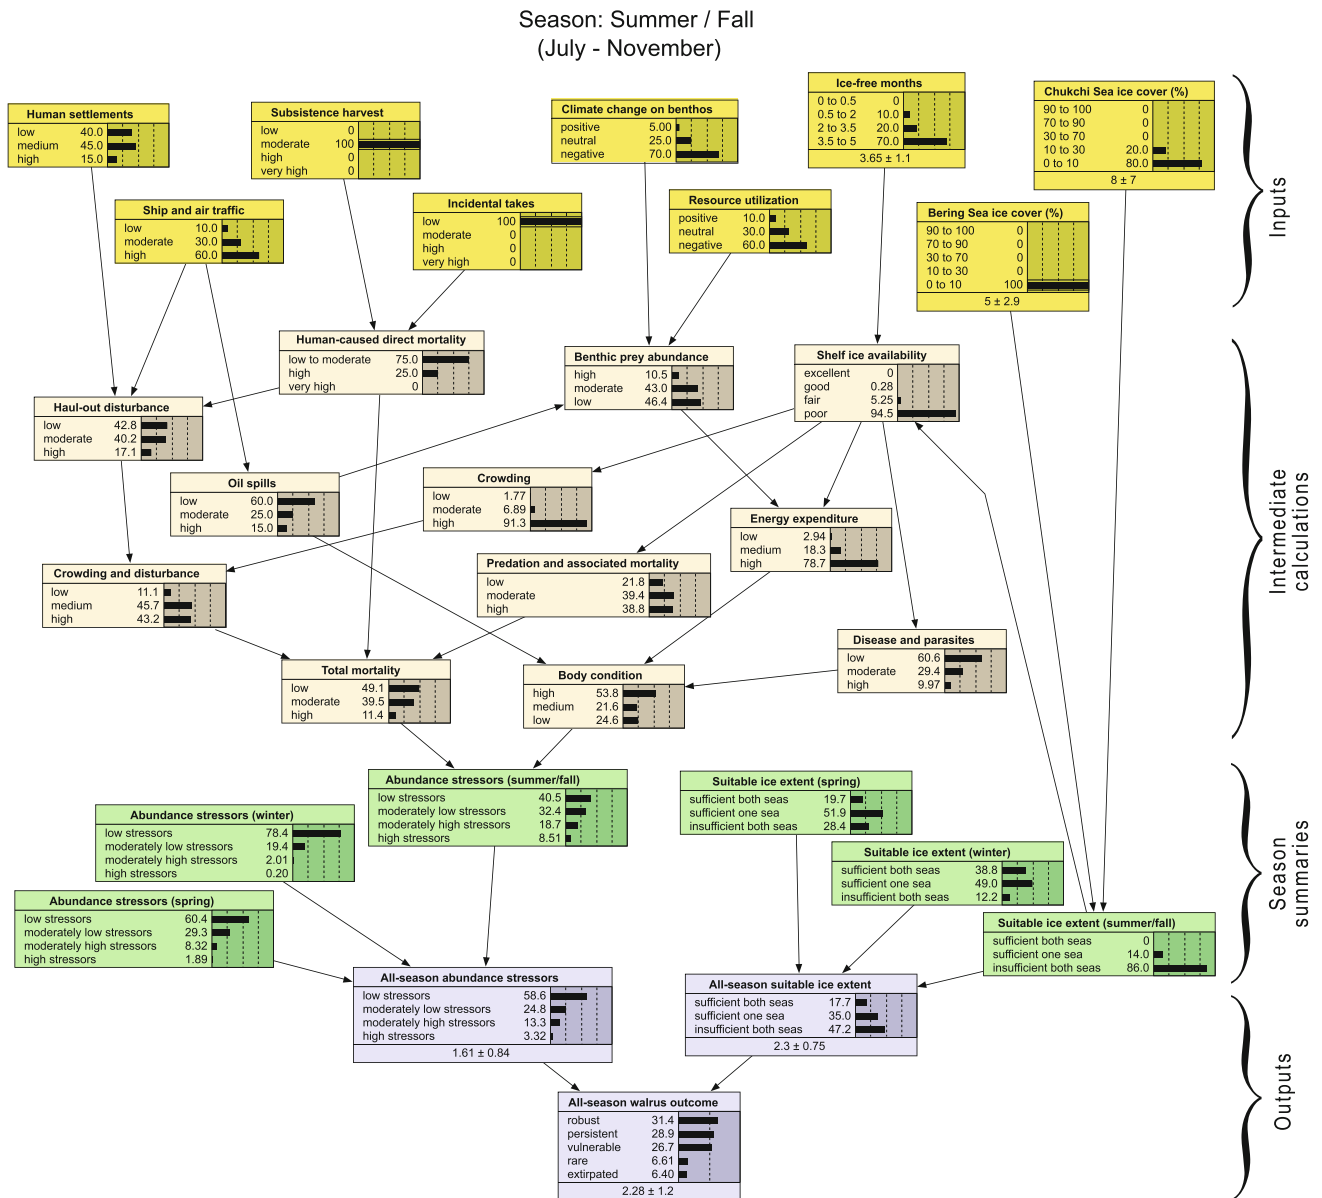 Season: Summer / Fall
(July - November)
Human settlements
low 40.0
medium 45.0
high 15.0
Subsistence harvest
low 0
moderate 100
high 0
very high 0
Climate change on benthos
positive 5.00
neutral 25.0
negative 70.0
Ice-free months
0 to 0.5 0
0.5 to 2 10.0
2 to 3.5 20.0
3.5 to 5 70.0
3.65 ± 1.1
Chukchi Sea ice cover (%)
90 to 100 0
70 to 90 0
30 to 70 0
10 to 30 20.0
0 to 10 80.0
8 ± 7
Ship and air traffic
low 10.0
moderate 30.0
high 60.0
Incidental takes
low 100
moderate 0
high 0
very high 0
Resource utilization
positive 10.0
neutral 30.0
negative 60.0
Bering Sea ice cover (%)
90 to 100 0
70 to 90 0
30 to 70 0
10 to 30 0
0 to 10 100
5 ± 2.9
Inputs
Human-caused direct mortality
low to moderate 75.0
high 25.0
very high 0
Benthic prey abundance
high 10.5
moderate 43.0
low 46.4
Shelf ice availability
excellent 0
good 0.28
fair 5.25
poor 94.5
Haul-out disturbance
low 42.8
moderate 40.2
high 17.1
Oil spills
low 60.0
moderate 25.0
high 15.0
Crowding
low 1.77
moderate 6.89
high 91.3
Energy expenditure
low 2.94
medium 18.3
high 78.7
Crowding and disturbance
low 11.1
medium 45.7
high 43.2
Predation and associated mortality
low 21.8
moderate 39.4
high 38.8
Disease and parasites
low 60.6
moderate 29.4
high 9.97
Total mortality
low 49.1
moderate 39.5
high 11.4
Body condition
high 53.8
medium 21.6
low 24.6
Intermediate
calculations
Abundance stressors (summer/fall)
low stressors 40.5
moderately low stressors 32.4
moderately high stressors 18.7
high stressors 8.51
Suitable ice extent (spring)
sufficient both seas 19.7
sufficient one sea 51.9
insufficient both seas 28.4
Abundance stressors (winter)
low stressors 78.4
moderately low stressors 19.4
moderately high stressors 2.01
high stressors 0.20
Suitable ice extent (winter)
sufficient both seas 38.8
sufficient one sea 49.0
insufficient both seas 12.2
Abundance stressors (spring)
low stressors 60.4
moderately low stressors 29.3
moderately high stressors 8.32
high stressors 1.89
Suitable ice extent (summer/fall)
sufficient both seas 0
sufficient one sea 14.0
insufficient both seas 86.0
Season
summaries
All-season abundance stressors
low stressors 58.6
moderately low stressors 24.8
moderately high stressors 13.3
high stressors 3.32
1.61 ± 0.84
All-season suitable ice extent
sufficient both seas 17.7
sufficient one sea 35.0
insufficient both seas 47.2
2.3 ± 0.75
All-season walrus outcome
robust 31.4
persistent 28.9
vulnerable 26.7
rare 6.61
extirpated 6.40
2.28 ± 1.2
Outputs